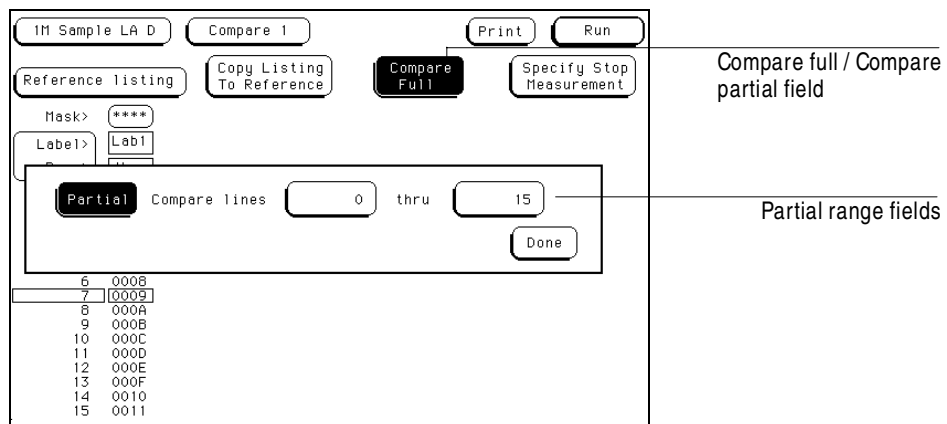 1M Sample LA D Compare 1 Print Run
Reference listing Copy Listing To Reference Compare Full Specify Stop Measurement
Compare full / Compare
partial field
Mask> ****
Label> Lab1
Partial Compare lines 0 thru 15
Partial range fields
Done
6 0008
7 0009
8 000A
9 000B
10 000C
11 000D
12 000E
13 000F
14 0010
15 0011